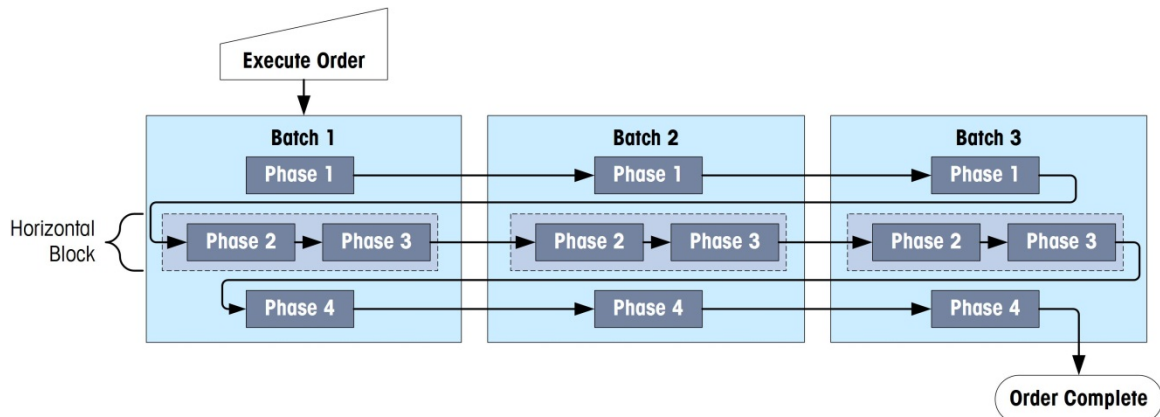 Execute Order
Batch 1
Batch 2
Batch 3
Phase 1
Phase 1
Phase 1
Horizontal
Block
Phase 2
Phase 3
Phase 2
Phase 3
Phase 2
Phase 3
Phase 4
Phase 4
Phase 4
Order Complete